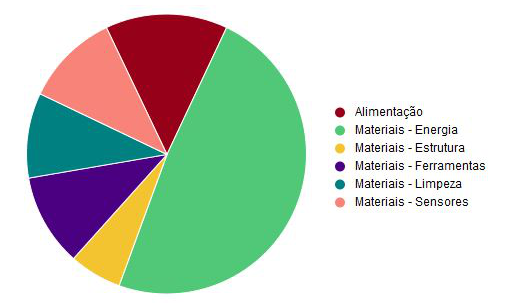 Alimentação
Materiais - Energia
Materiais - Estrutura
Materiais - Ferramentas
Materiais - Limpeza
Materiais - Sensores